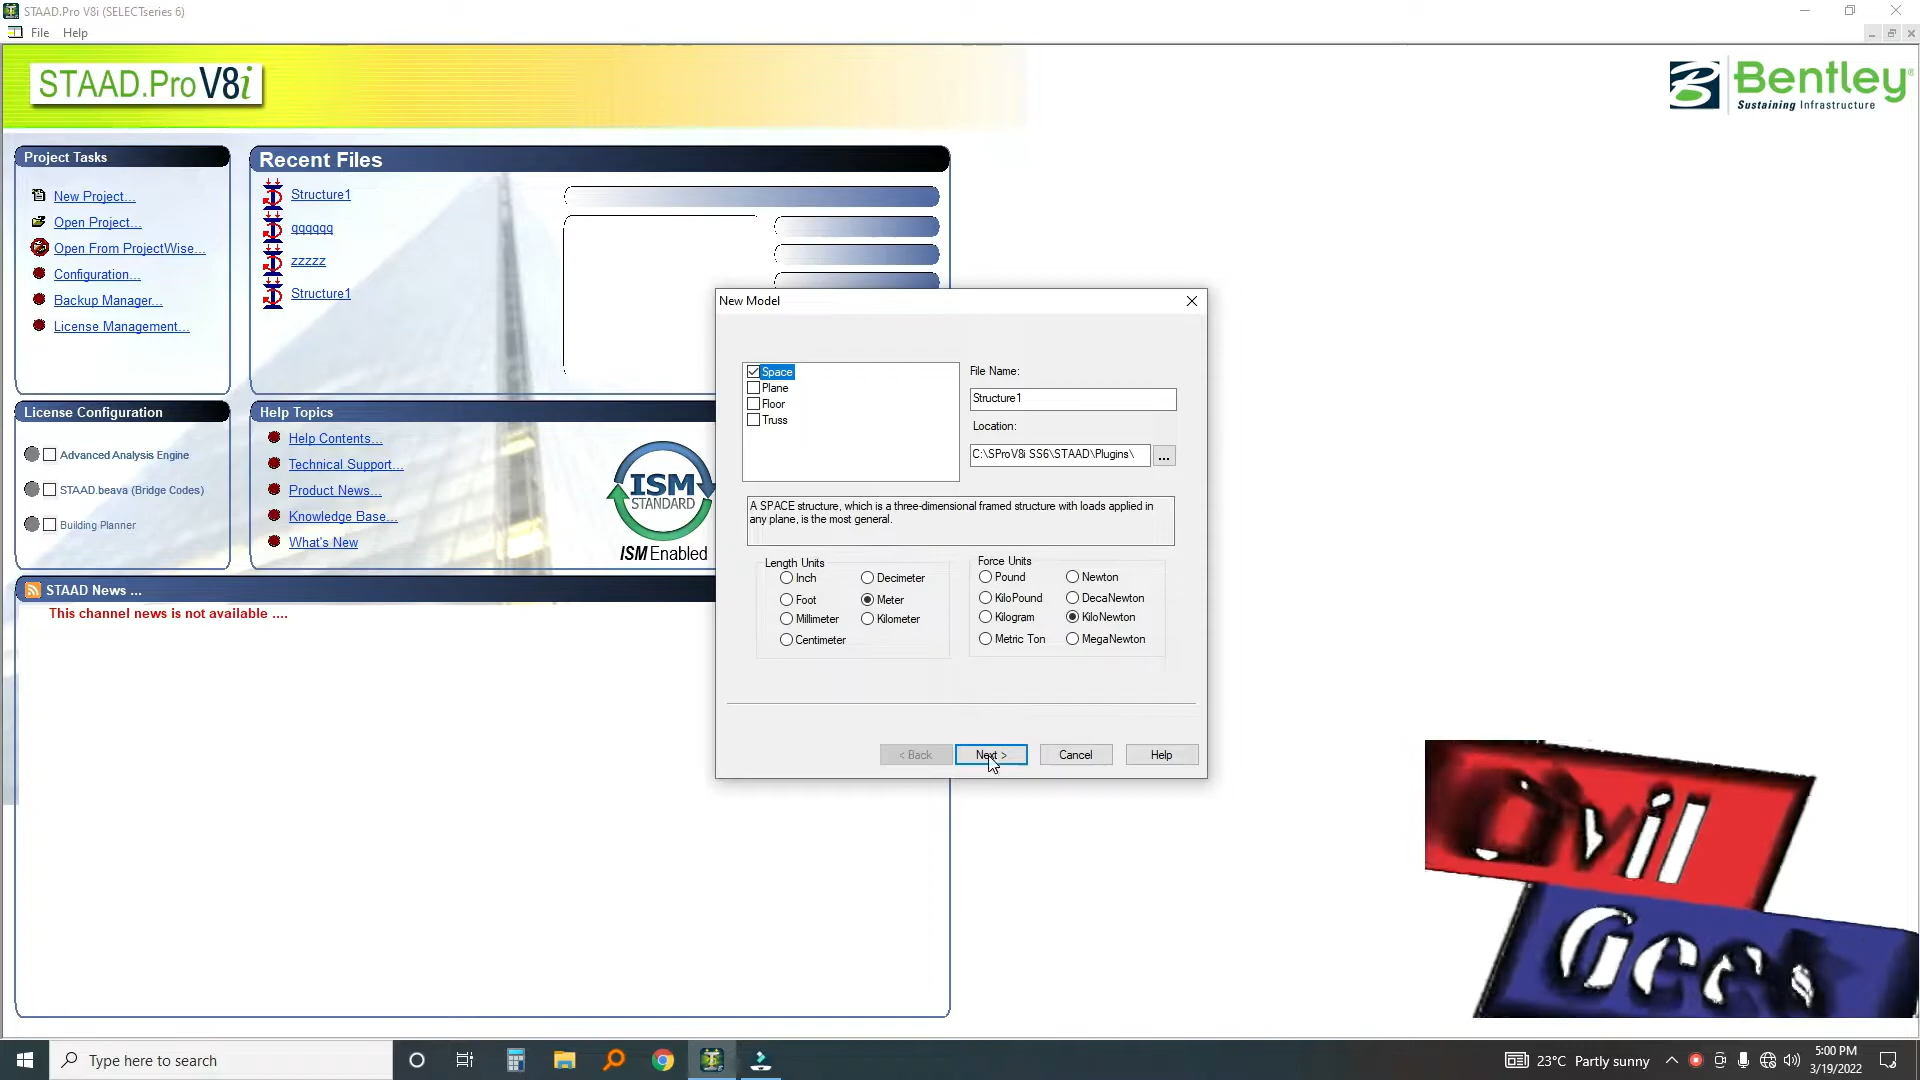 STAAD.Pro V8i (SELECTseries 6)
File Help
STAAD.Pro V8i
Bentley®
Sustaining Infrastructure
Project Tasks
New Project...
Open Project...
Open From ProjectWise...
Configuration...
Backup Manager...
License Management...
Recent Files
Structure1
qqqqqq
zzzzz
Structure1
License Configuration
Advanced Analysis Engine
STAAD.beava (Bridge Codes)
Building Planner
Help Topics
Help Contents...
Technical Support...
Product News...
Knowledge Base...
What's New
ISM
STANDARD
ISM Enabled
STAAD News ...
This channel news is not available ....
New Model
Space
Plane
Floor
Truss
File Name:
Structure1
Location:
C:\SProV8i SS6\STAAD\Plugins\
...
A SPACE structure, which is a three-dimensional framed structure with loads applied in
any plane, is the most general.
Length Units
Inch
Decimeter
Foot
Meter
Millimeter
Kilometer
Centimeter
Force Units
Pound
Newton
KiloPound
DecaNewton
Kilogram
KiloNewton
Metric Ton
MegaNewton
< Back
Next >
Cancel
Help
Type here to search
23°C Partly sunny
5:00 PM
3/19/2022